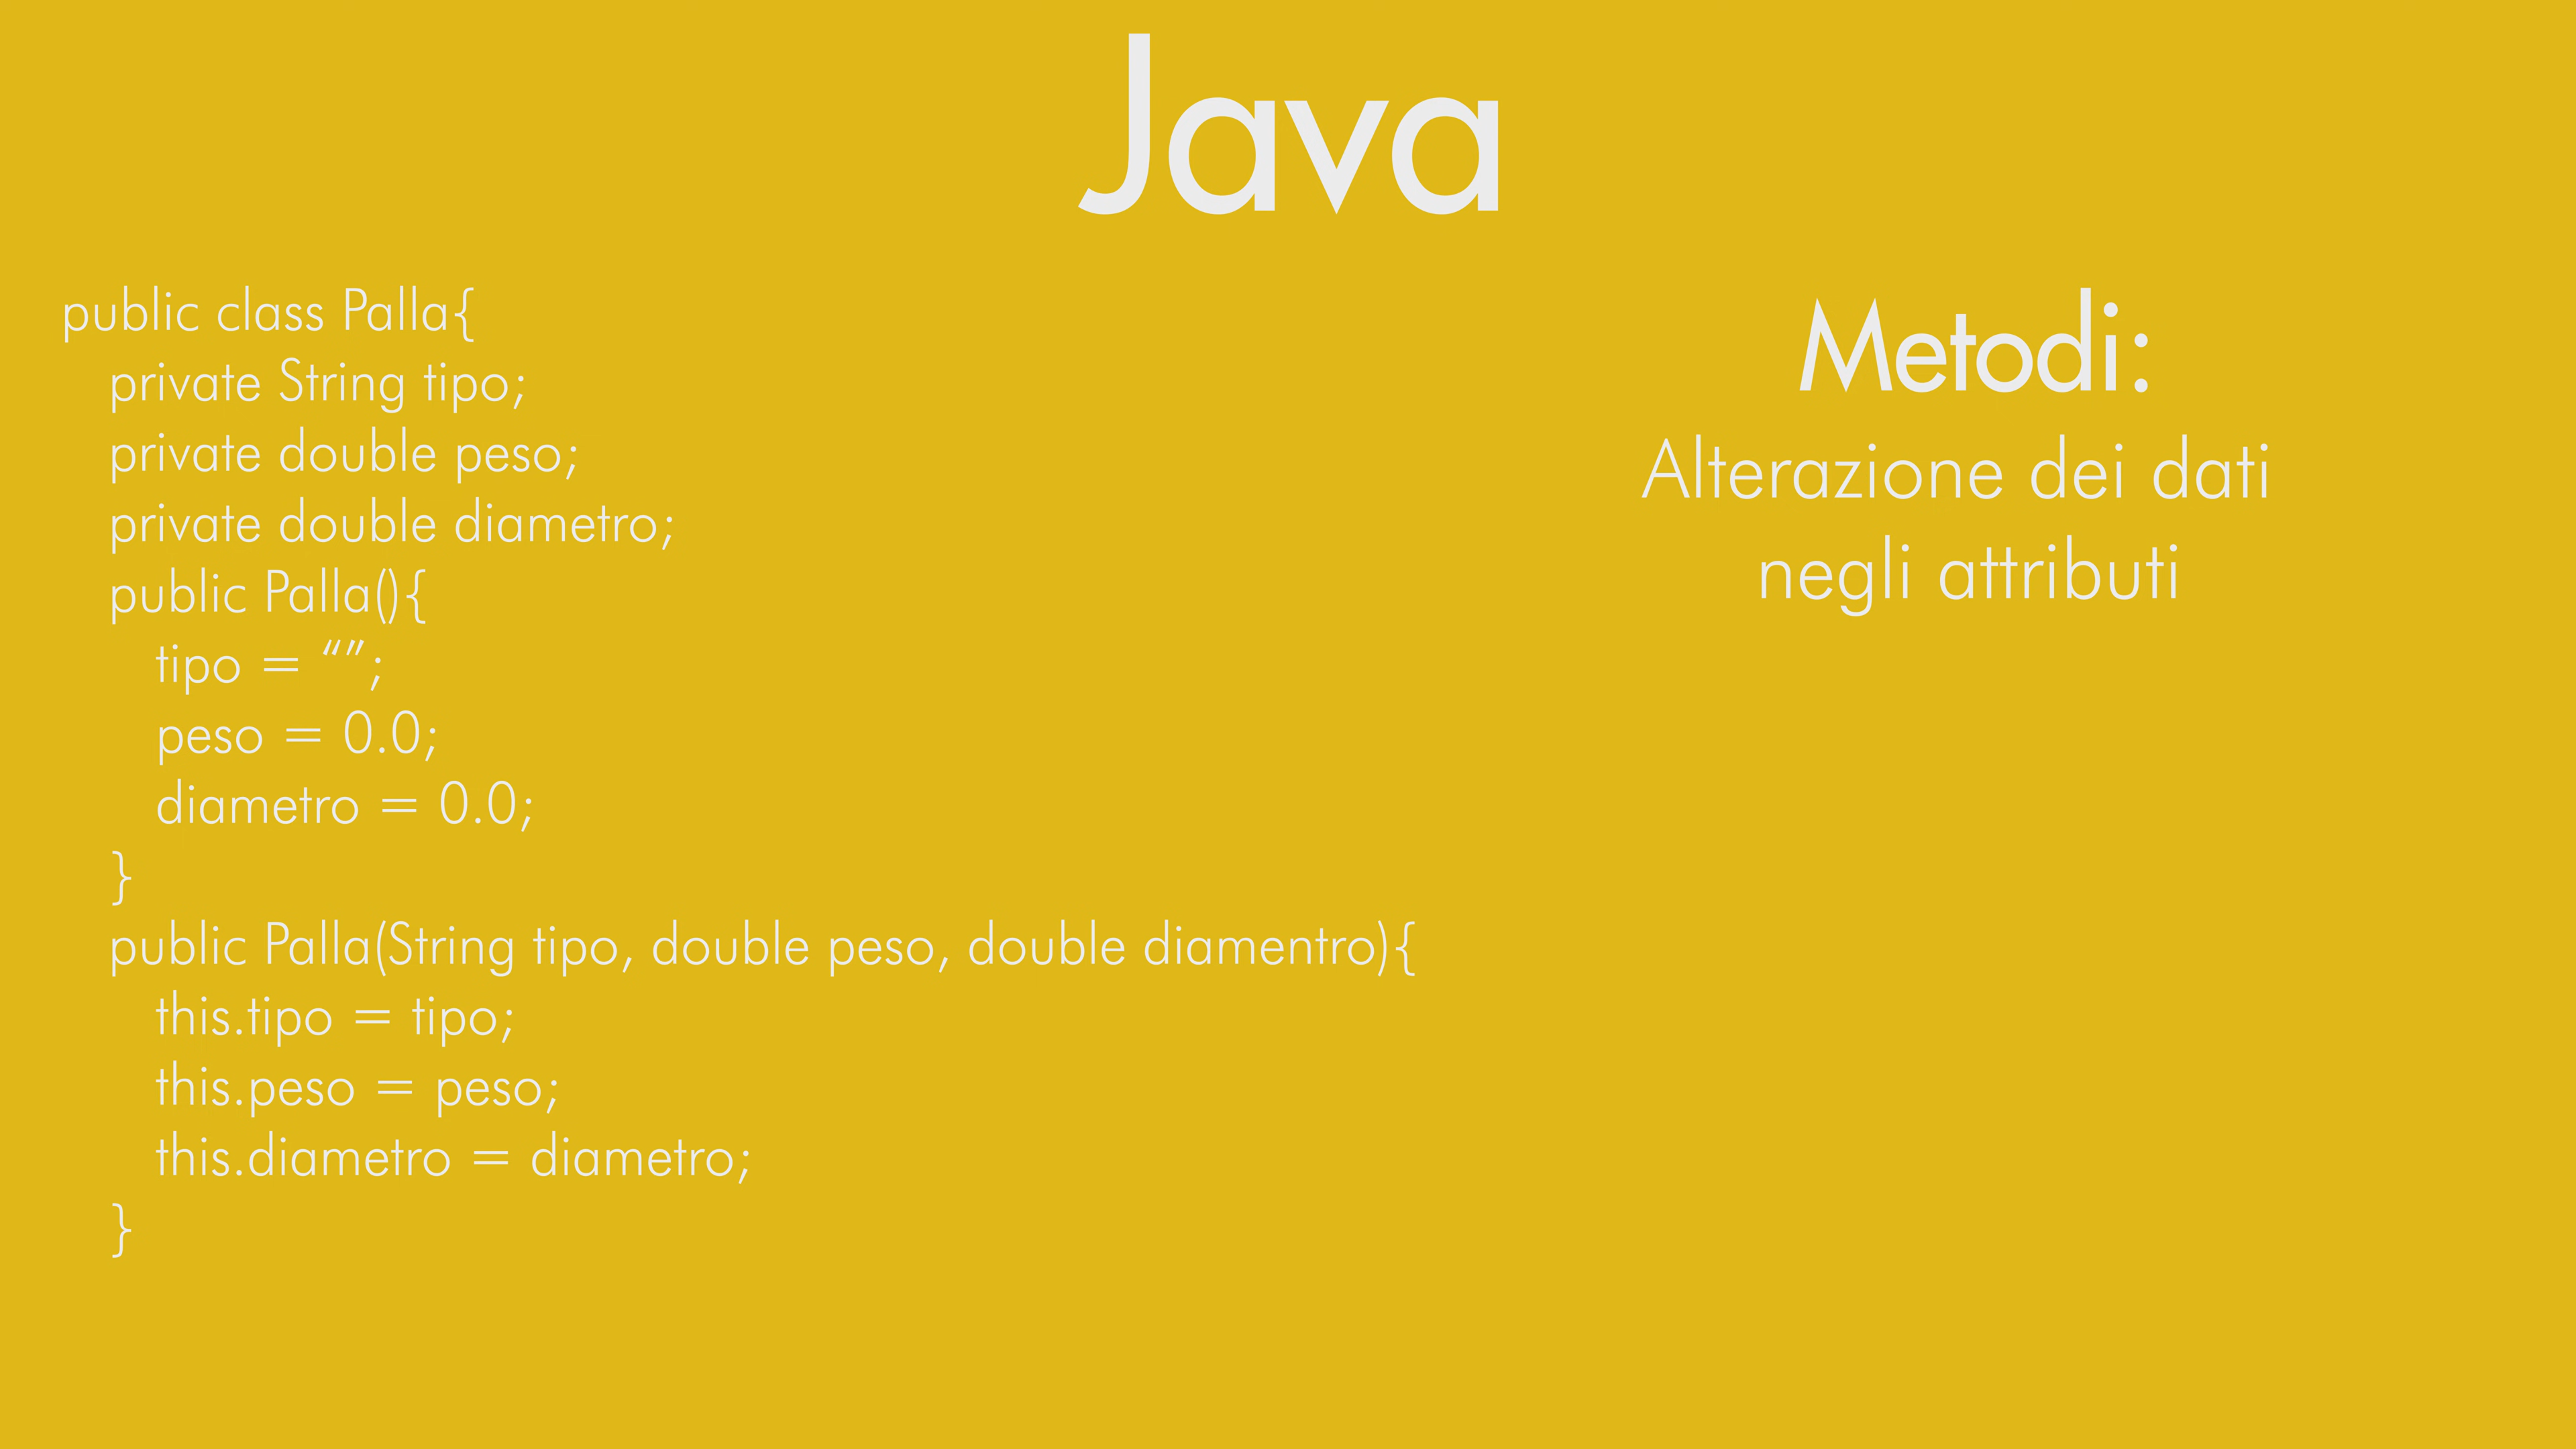 Java
public class Palla{
private String tipo;
private double peso;
private double diametro;
public Palla(){
tipo = “”;
peso = 0.0;
diametro = 0.0;
}
public Palla(String tipo, double peso, double diamentro){
this.tipo = tipo;
this.peso = peso;
this.diametro = diametro;
}
Metodi:
Alterazione dei dati
negli attributi